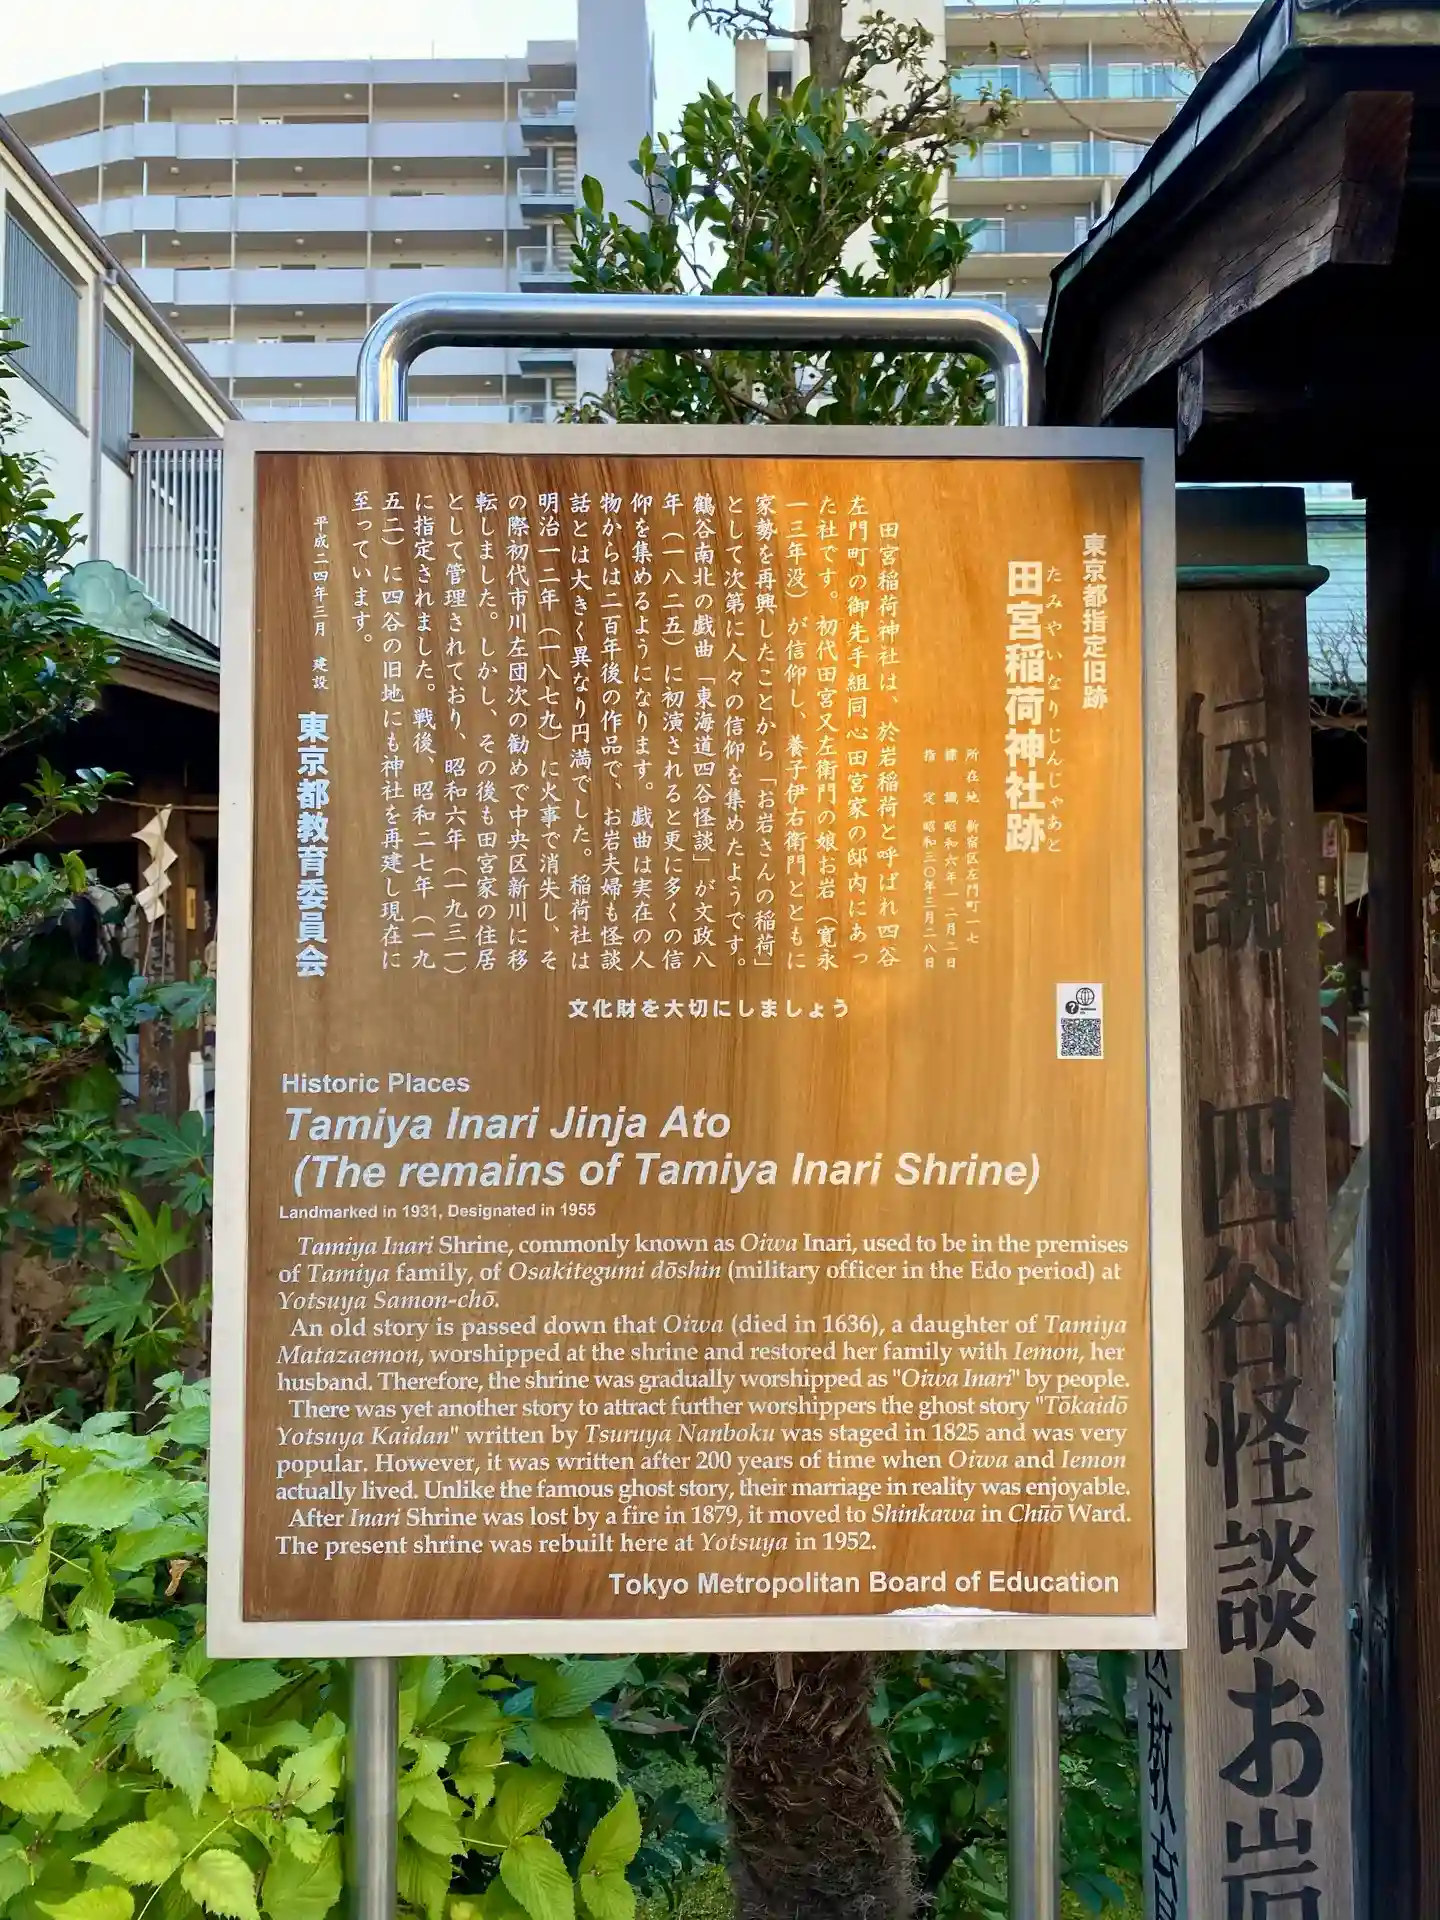 東京都指定旧跡
たみやいなりじんじゃあと
田宮稲荷神社跡
所在地 新宿区左門町一七
標識 昭和六年一二月二日
指定 昭和三〇年三月二八日
田宮稲荷神社は、於岩稲荷と呼ばれ四谷
左門町の御先手組同心田宮家の邸内にあっ
た社です。初代田宮又左衛門の娘お岩（寛永
一三年没）が信仰し、養子伊右衛門とともに
家勢を再興したことから「お岩さんの稲荷」
として次第に人々の信仰を集めたようです。
鶴谷南北の戯曲「東海道四谷怪談」が文政八
年（一八二五）に初演されると更に多くの信
仰を集めるようになります。戯曲は実在の人
物からは二百年後の作品で、お岩夫婦も怪談
話とは大きく異なり円満でした。稲荷社は
明治一二年（一八七九）に火事で消失し、そ
の際初代市川左団次の勧めで中央区新川に移
転しました。しかし、その後も田宮家の住居
として管理されており、昭和六年（一九三一）
に指定されました。戦後、昭和二七年（一九
五二）に四谷の旧地にも神社を再建し現在に
至っています。
平成二四年三月 建設
東京都教育委員会
文化財を大切にしましょう
Historic Places
Tamiya Inari Jinja Ato
(The remains of Tamiya Inari Shrine)
Landmarked in 1931, Designated in 1955
Tamiya Inari Shrine, commonly known as Oiwa Inari, used to be in the premises
of Tamiya family, of Osakitegumi dōshin (military officer in the Edo period) at
Yotsuya Samon-chō.
An old story is passed down that Oiwa (died in 1636), a daughter of Tamiya
Matazaemon, worshipped at the shrine and restored her family with Iemon, her
husband. Therefore, the shrine was gradually worshipped as "Oiwa Inari" by people.
There was yet another story to attract further worshippers the ghost story "Tōkaidō
Yotsuya Kaidan" written by Tsuruya Nanboku was staged in 1825 and was very
popular. However, it was written after 200 years of time when Oiwa and Iemon
actually lived. Unlike the famous ghost story, their marriage in reality was enjoyable.
After Inari Shrine was lost by a fire in 1879, it moved to Shinkawa in Chūō Ward.
The present shrine was rebuilt here at Yotsuya in 1952.
Tokyo Metropolitan Board of Education
伝説 四谷怪談お岩